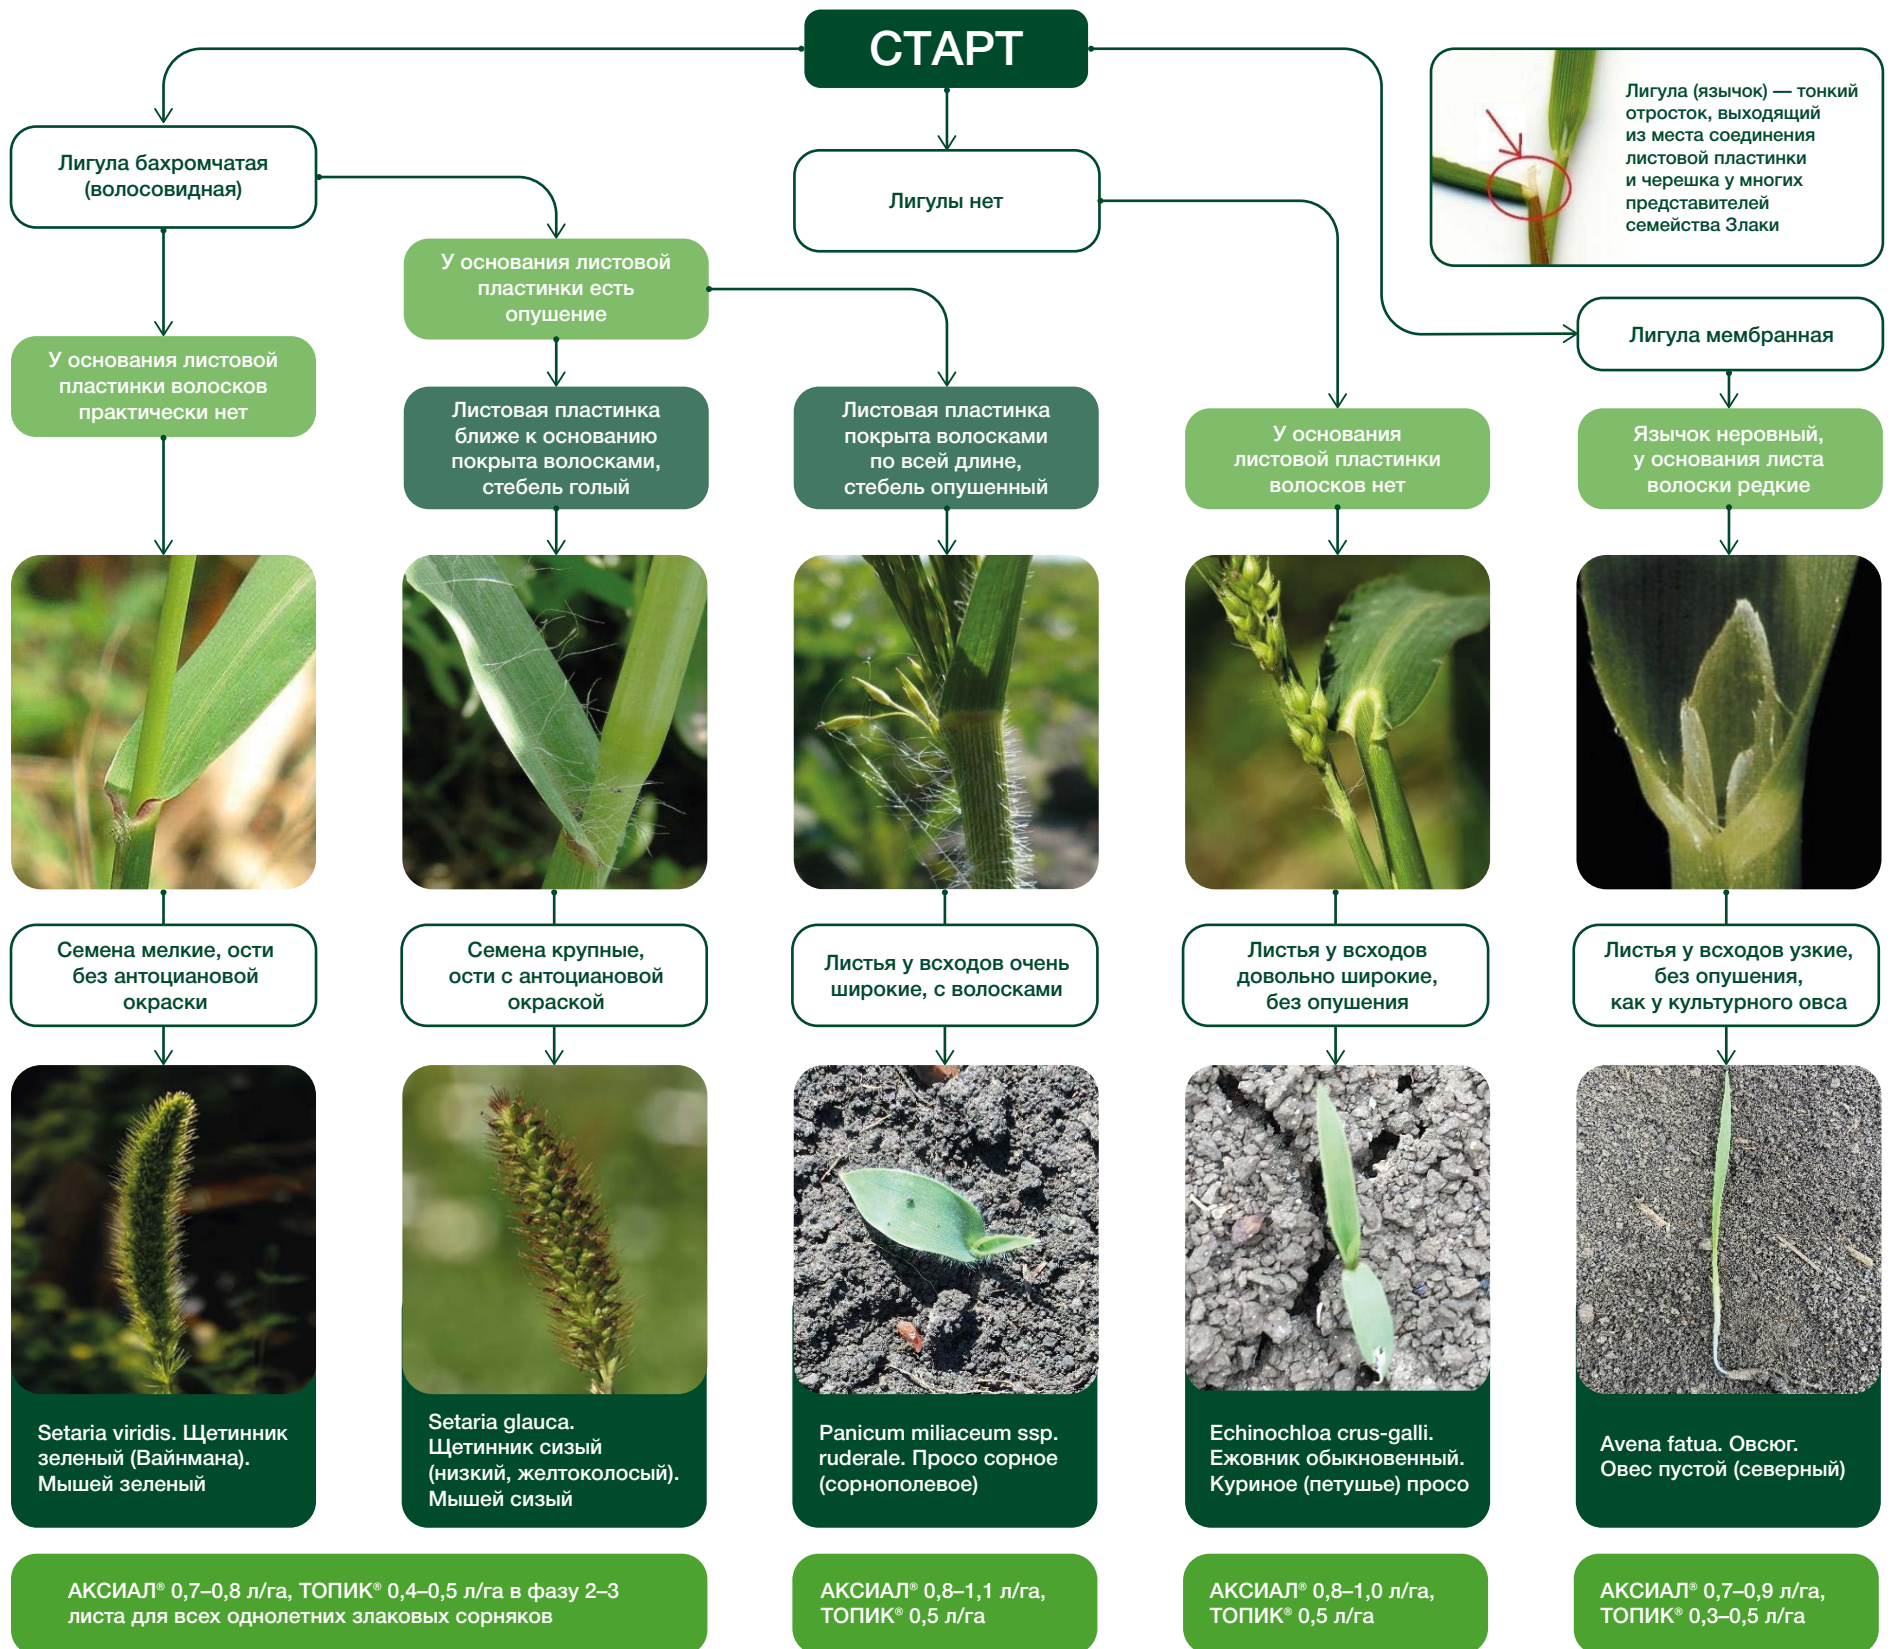 СТАРТ
Лигула (язычок) — тонкий
отросток, выходящий
из места соединения
листовой пластинки
и черешка у многих
представителей
семейства Злаки
Лигула бахромчатая
(волосовидная)
Лигулы нет
У основания листовой
пластинки есть
опушение
Лигула мембранная
У основания листовой
пластинки волосков
практически нет
Листовая пластинка
ближе к основанию
покрыта волосками,
стебель голый
Листовая пластинка
покрыта волосками
по всей длине,
стебель опушенный
У основания
листовой пластинки
волосков нет
Язычок неровный,
у основания листа
волоски редкие
Семена мелкие, ости
без антоциановой
окраски
Семена крупные,
ости с антоциановой
окраской
Листья у всходов очень
широкие, с волосками
Листья у всходов
довольно широкие,
без опушения
Листья у всходов узкие,
без опушения,
как у культурного овса
Setaria viridis. Щетинник
зеленый (Вайнмана).
Мышей зеленый
Setaria glauca.
Щетинник сизый
(низкий, желтоколосый).
Мышей сизый
Panicum miliaceum ssp.
ruderale. Просо сорное
(сорнополевое)
Echinochloa crus-galli.
Ежовник обыкновенный.
Куриное (петушье) просо
Avena fatua. Овсюг.
Овес пустой (северный)
АКСИАЛ® 0,7–0,8 л/га, ТОПИК® 0,4–0,5 л/га в фазу 2–3
листа для всех однолетних злаковых сорняков
АКСИАЛ® 0,8–1,1 л/га,
ТОПИК® 0,5 л/га
АКСИАЛ® 0,8–1,0 л/га,
ТОПИК® 0,5 л/га
АКСИАЛ® 0,7–0,9 л/га,
ТОПИК® 0,3–0,5 л/га